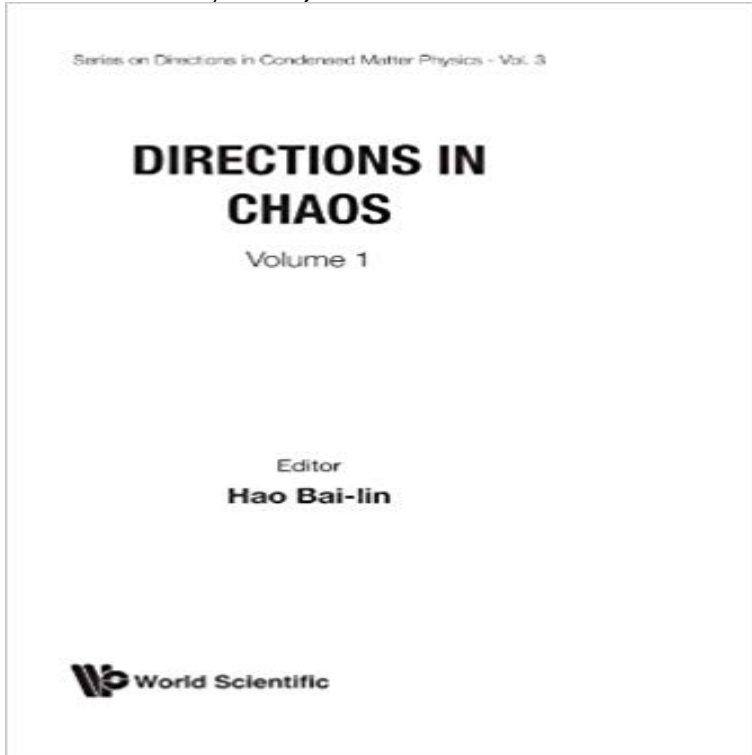 Series on Directions in Condensed Matter Physics - Vol. 3
DIRECTIONS IN
CHAOS
Volume 1
Editor
Hao Bai-lin
World Scientific